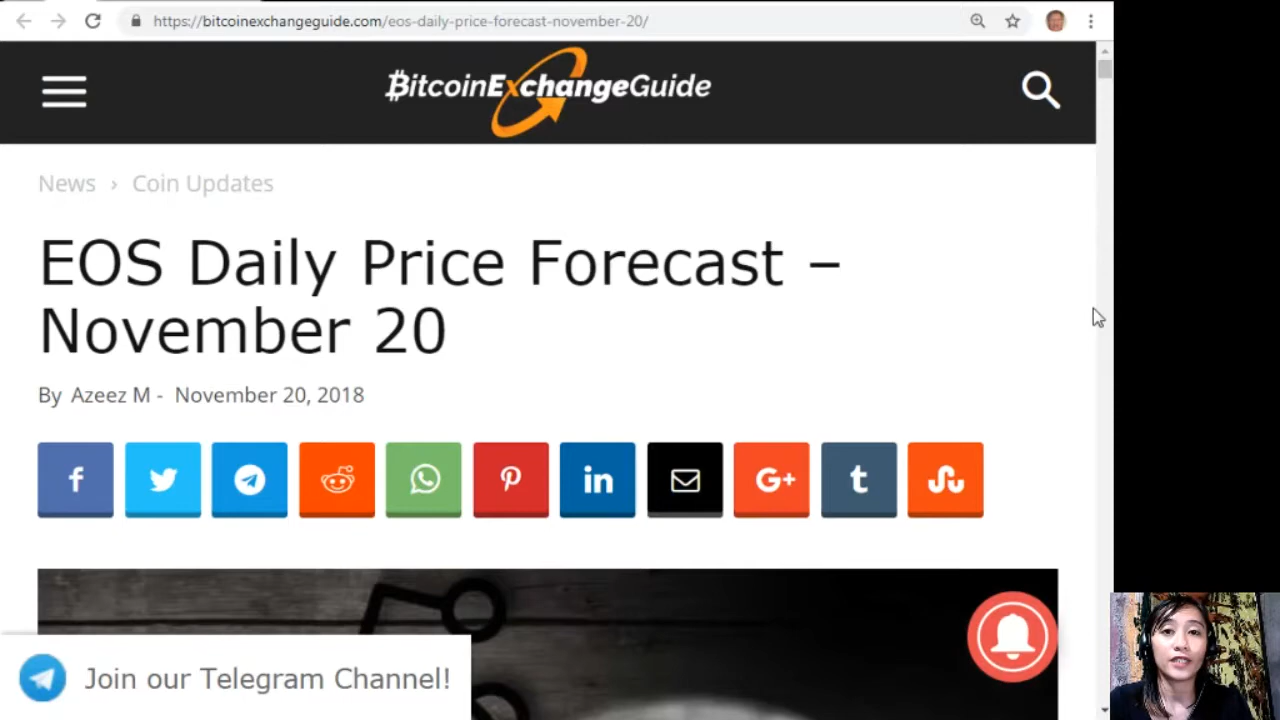 https://bitcoinexchangeguide.com/eos-daily-price-forecast-november-20/
BitcoinExchangeGuide
News › Coin Updates
EOS Daily Price Forecast –
November 20
By Azeez M - November 20, 2018
f
in
G+
t
Join our Telegram Channel!